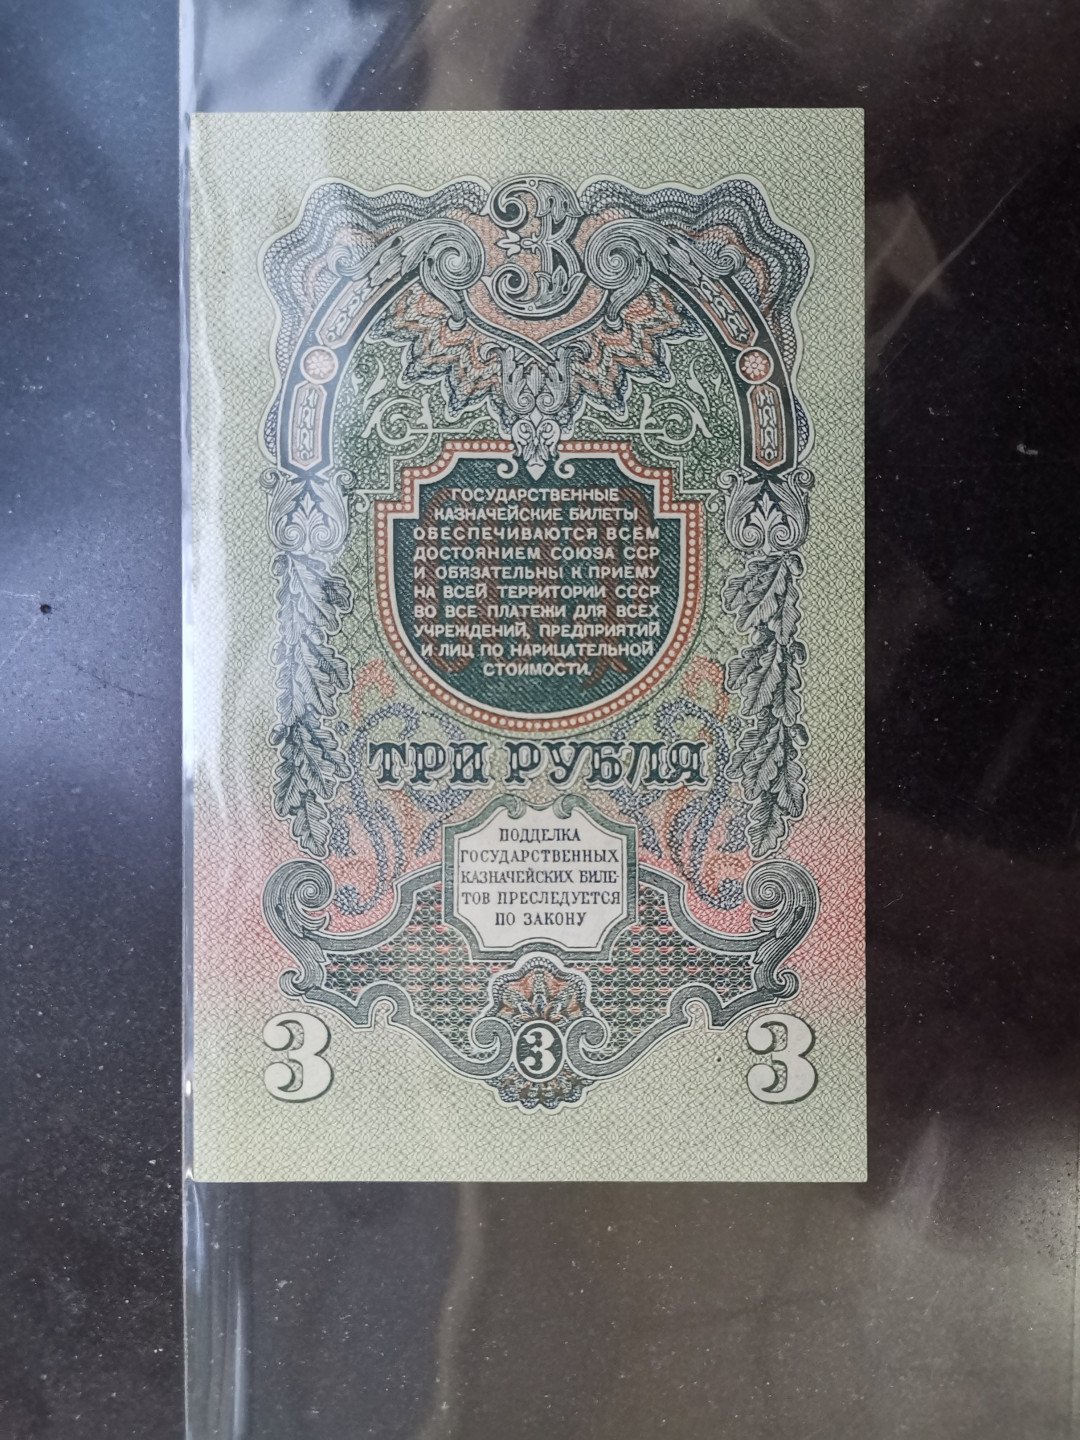 ГОСУДАРСТВЕННЫЕ
КАЗНАЧЕЙСКИЕ БИЛЕТЫ
ОБЕСПЕЧИВАЮТСЯ ВСЕМ
ДОСТОЯНИЕМ СОЮЗА ССР
И ОБЯЗАТЕЛЬНЫ К ПРИЕМУ
НА ВСЕЙ ТЕРРИТОРИИ СССР
ВО ВСЕ ПЛАТЕЖИ ДЛЯ ВСЕХ
УЧРЕЖДЕНИЙ, ПРЕДПРИЯТИЙ
И ЛИЦ ПО НАРИЦАТЕЛЬНОЙ
СТОИМОСТИ.
ТРИ РУБЛЯ
ПОДДЕЛКА
ГОСУДАРСТВЕННЫХ
КАЗНАЧЕЙСКИХ БИЛЕ-
ТОВ ПРЕСЛЕДУЕТСЯ
ПО ЗАКОНУ
3 3 3